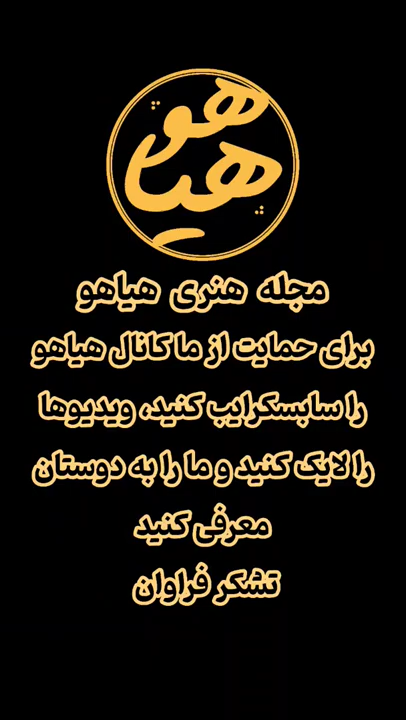 هیاهو
مجله هنری هیاهو
برای حمایت از ما کانال هیاهو
را سابسکرایب کنید، ویدیوها
را لایک کنید و ما را به دوستان
معرفی کنید
تشکر فراوان